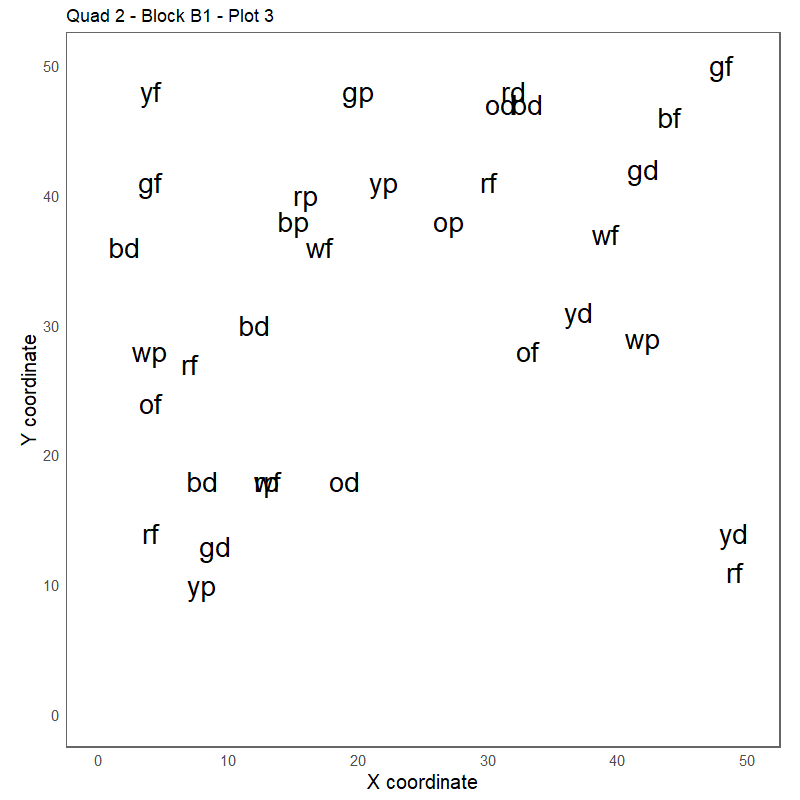 Quad 2 - Block B1 - Plot 3
gf
50
yf
gp
rd
od
bd
bf
gd
gf
yp
rf
40
rp
bp
op
wf
wf
bd
yd
30
bd
wp
wp
of
rf
of
Y coordinate
20
bd
od
rf
yd
gd
rf
10
yp
0
0 10 20 30 40 50
X coordinate